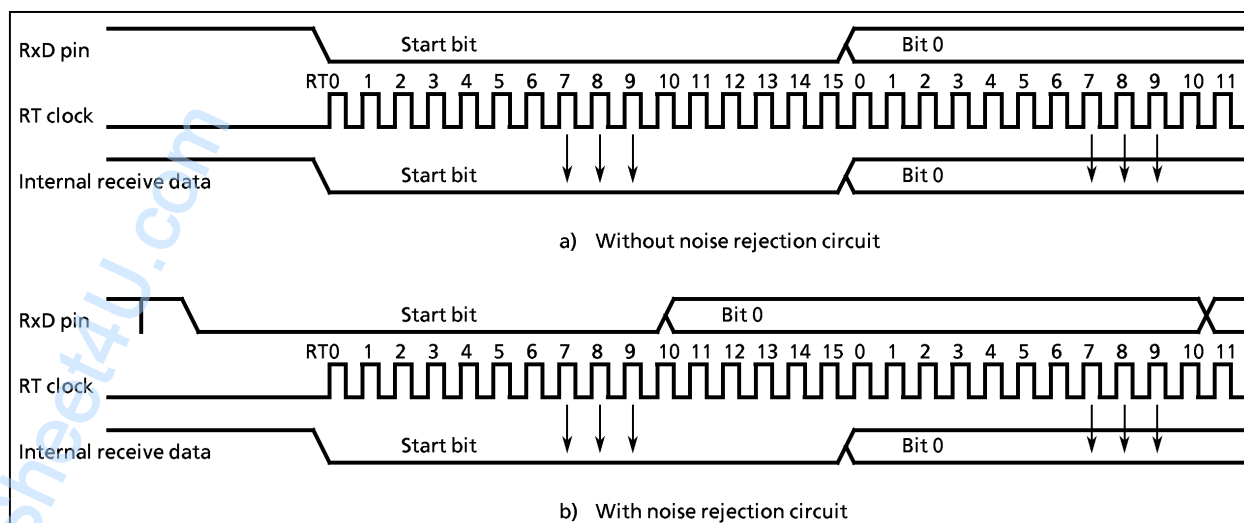 RxD pin Start bit Bit 0
RT0 1 2 3 4 5 6 7 8 9 10 11 12 13 14 15 0 1 2 3 4 5 6 7 8 9 10 11
RT clock
Internal receive data Start bit Bit 0
a) Without noise rejection circuit
RxD pin Start bit Bit 0
RT0 1 2 3 4 5 6 7 8 9 10 11 12 13 14 15 0 1 2 3 4 5 6 7 8 9 10 11
RT clock
Internal receive data Start bit Bit 0
b) With noise rejection circuit
heet4U.com